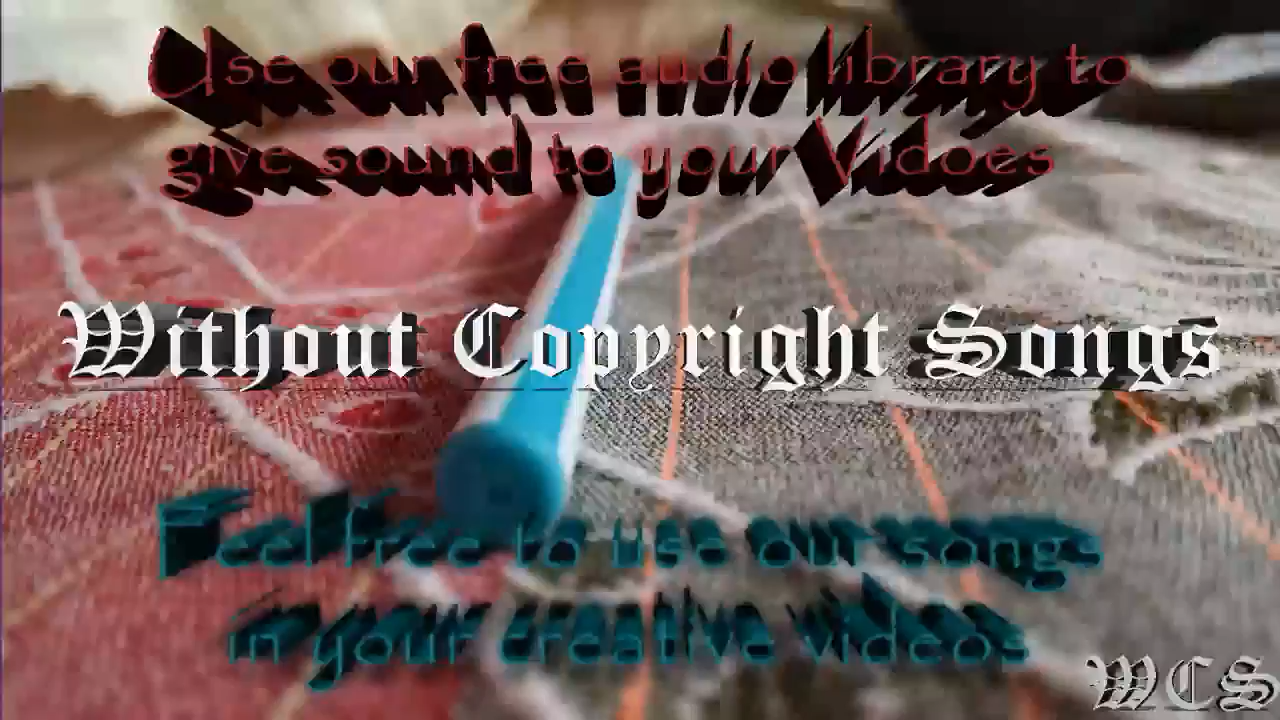 Use our free audio library to
give sound to your Vidoes
Without Copyright Songs
Feel free to use our songs
in your creative videos
WCS